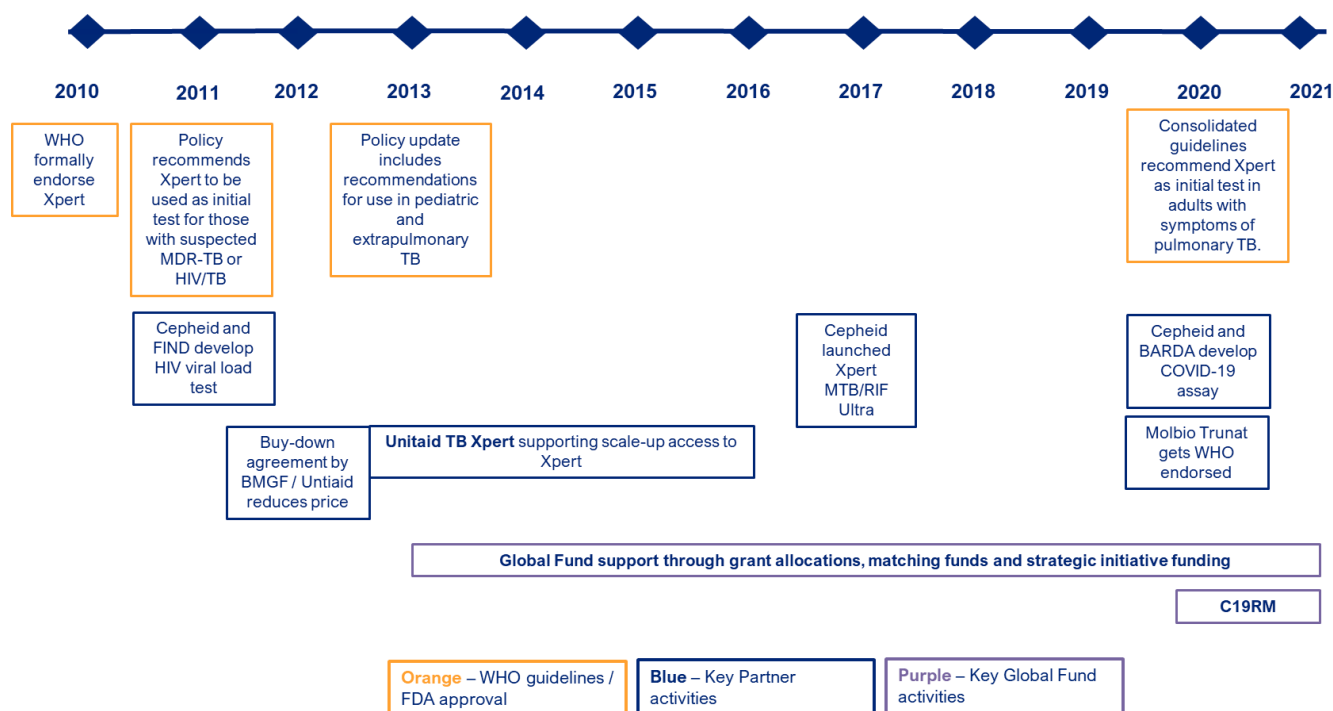 2010
2011
2012
2013
2014
2015
2016
2017
2018
2019
2020
2021
WHO
formally
endorse
Xpert
Policy
recommends
Xpert to be
used as initial
test for those
with suspected
MDR-TB or
HIV/TB
Policy update
includes
recommendations
for use in pediatric
and
extrapulmonary
TB
Consolidated
guidelines
recommend Xpert
as initial test in
adults with
symptoms of
pulmonary TB.
Cepheid and
FIND develop
HIV viral load
test
Cepheid
launched
Xpert
MTB/RIF
Ultra
Cepheid and
BARDA develop
COVID-19
assay
Buy-down
agreement by
BMGF / Untiaid
reduces price
Unitaid TB Xpert supporting scale-up access to
Xpert
Molbio Trunat
gets WHO
endorsed
Global Fund support through grant allocations, matching funds and strategic initiative funding
C19RM
Orange – WHO guidelines /
FDA approval
Blue – Key Partner
activities
Purple – Key Global Fund
activities